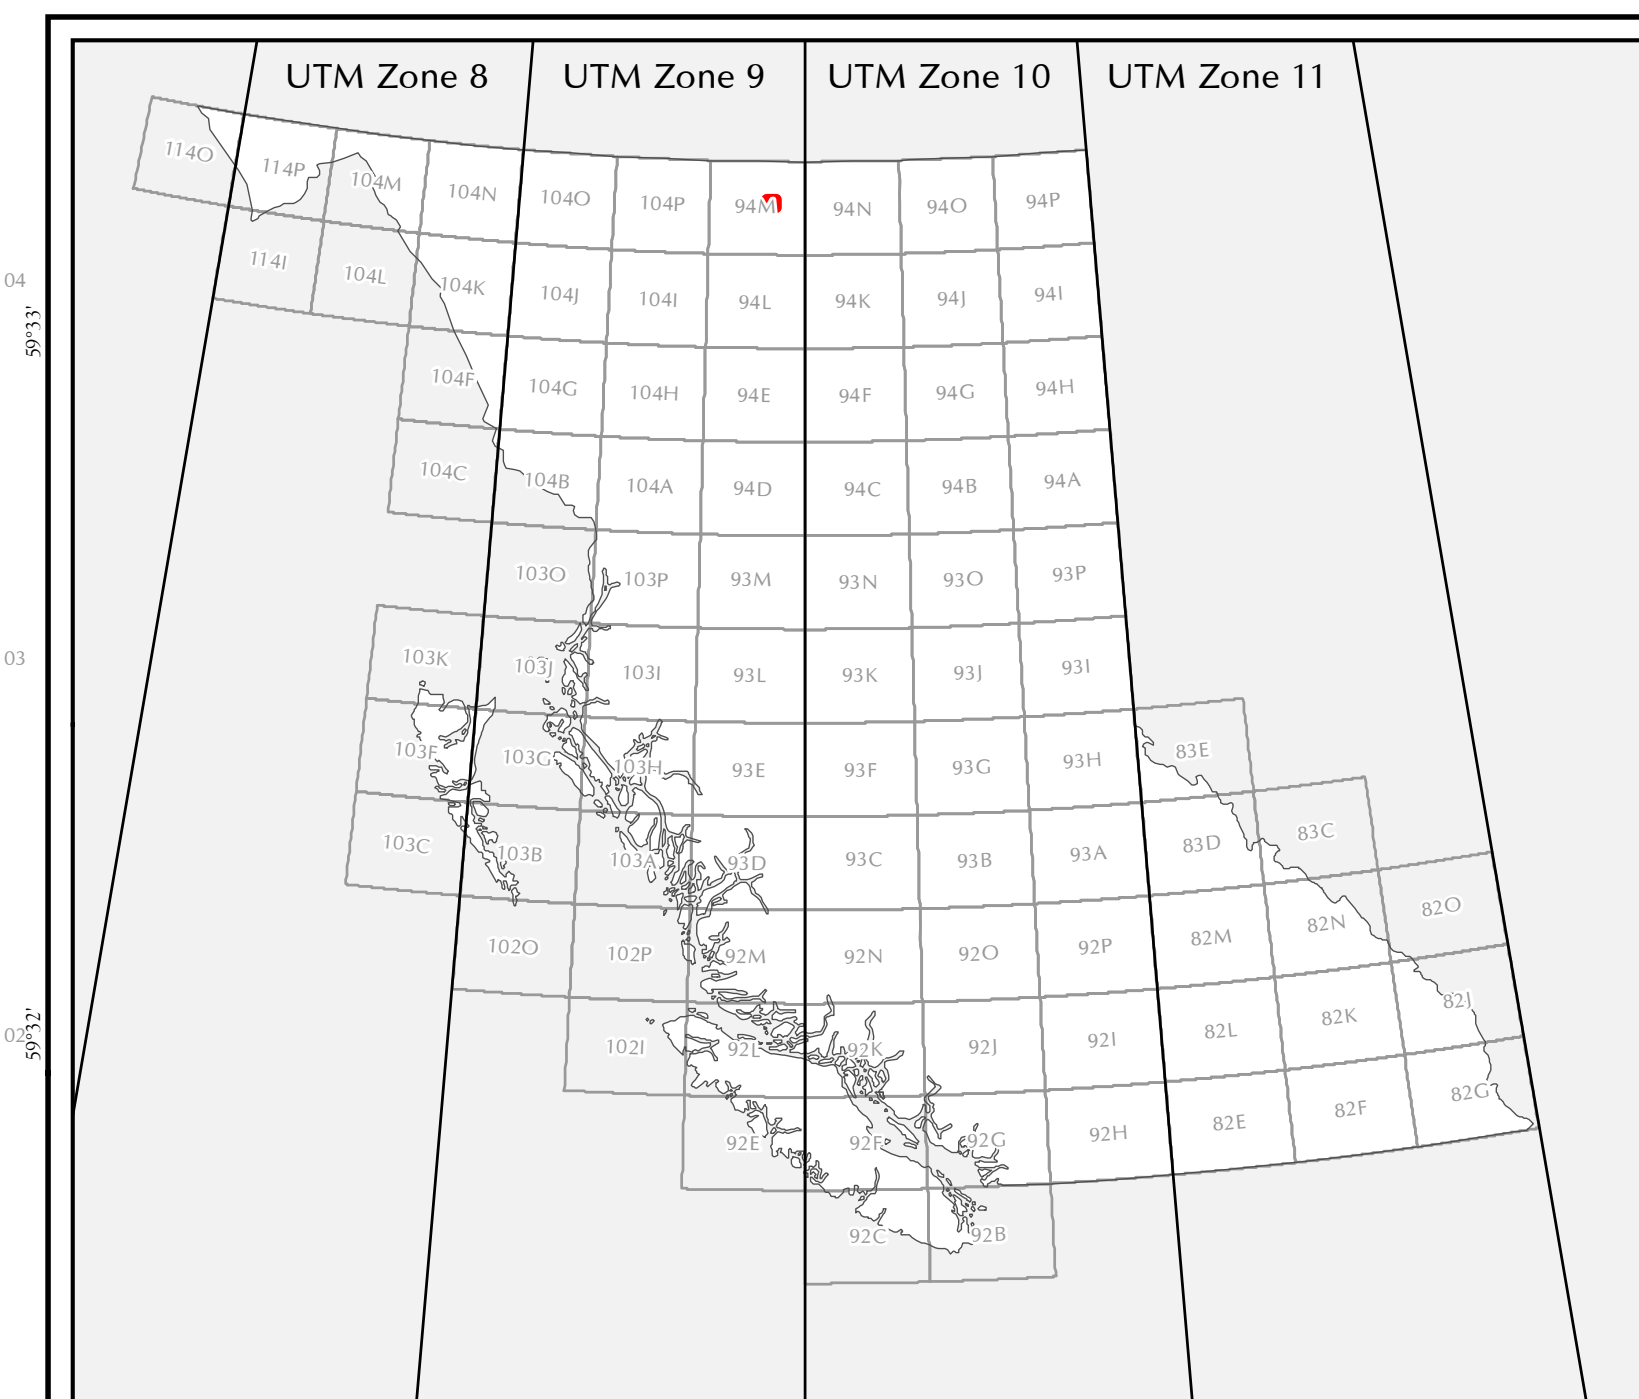 UTM Zone 8 UTM Zone 9 UTM Zone 10 UTM Zone 11
114O 114P 104M 104N 104O 104P 94M 94N 94O 94P
114I 104L 104K 104J 104I 94L 94K 94J 94I
04
59°33'
104F 104G 104H 94E 94F 94G 94H
104C 104B 104A 94D 94C 94B 94A
103O 103P 93M 93N 93O 93P
03
103K 103J 103I 93L 93K 93J 93I
103F 103G 103H 93E 93F 93G 93H 83E
103C 103B 103A 93D 93C 93B 93A 83D 83C
102O 102P 92M 92N 92O 92P 82M 82N 82O
02
59°32'
102I 92L 92K 92J 92I 82L 82K 82J
92E 92F 92G 92H 82E 82F 82G
92C 92B